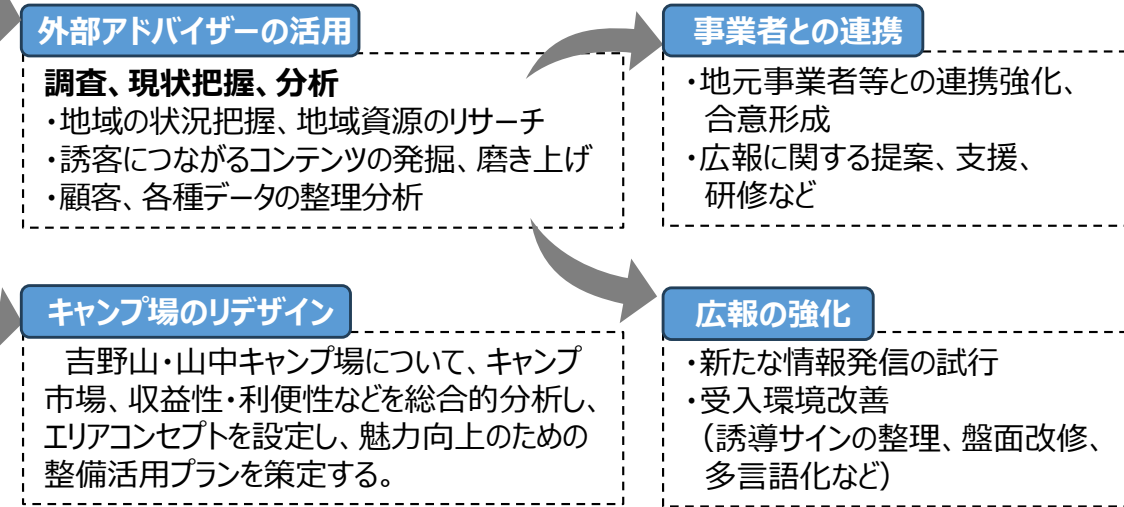 外部アドバイザーの活用
調査、現状把握、分析
・地域の状況把握、地域資源のリサーチ
・誘客につながるコンテンツの発掘、磨き上げ
・顧客、各種データの整理分析
事業者との連携
・地元事業者等との連携強化、
合意形成
・広報に関する提案、支援、
研修など
キャンプ場のリデザイン
吉野山・山中キャンプ場について、キャンプ
市場、収益性・利便性などを総合的分析し、
エリアコンセプトを設定し、魅力向上のための
整備活用プランを策定する。
広報の強化
・新たな情報発信の試行
・受入環境改善
（誘導サインの整理、盤面改修、
多言語化など）